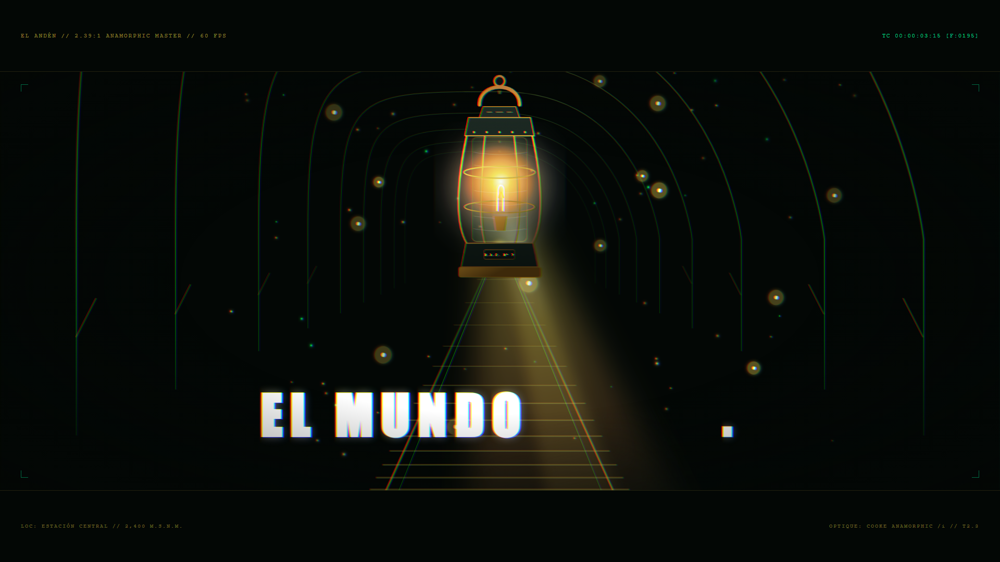 EL ANDÉN // 2.39:1 ANAMORPHIC MASTER // 60 FPS
TC 00:00:03:15 [F:0195]
EL MUNDO .
LOC: ESTACIÓN CENTRAL // 2,400 M.S.N.M.
OPTIQUE: COOKE ANAMORPHIC /i // T2.3